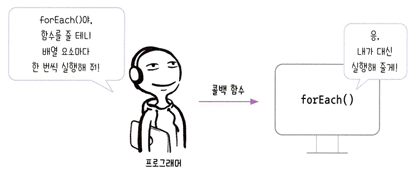 forEach()야.
함수를 줄 테니
배열 요소마다
한 번씩 실행해 줘!
콜백 함수
프로그래머
응.
내가 대신
실행해 줄게!
forEach()